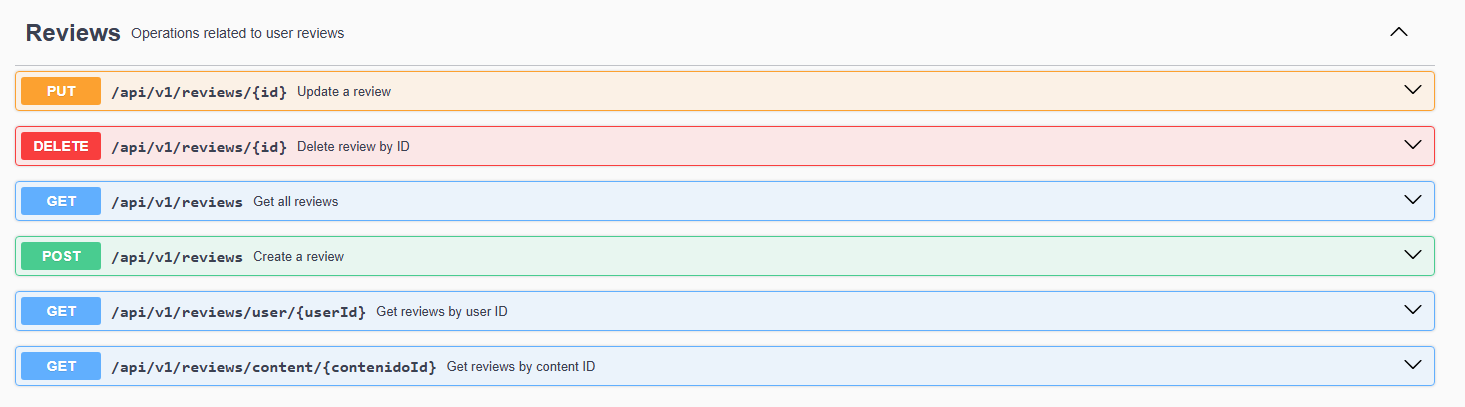 Reviews Operations related to user reviews
PUT /api/v1/reviews/{id} Update a review
DELETE /api/v1/reviews/{id} Delete review by ID
GET /api/v1/reviews Get all reviews
POST /api/v1/reviews Create a review
GET /api/v1/reviews/user/{userId} Get reviews by user ID
GET /api/v1/reviews/content/{contenidoId} Get reviews by content ID